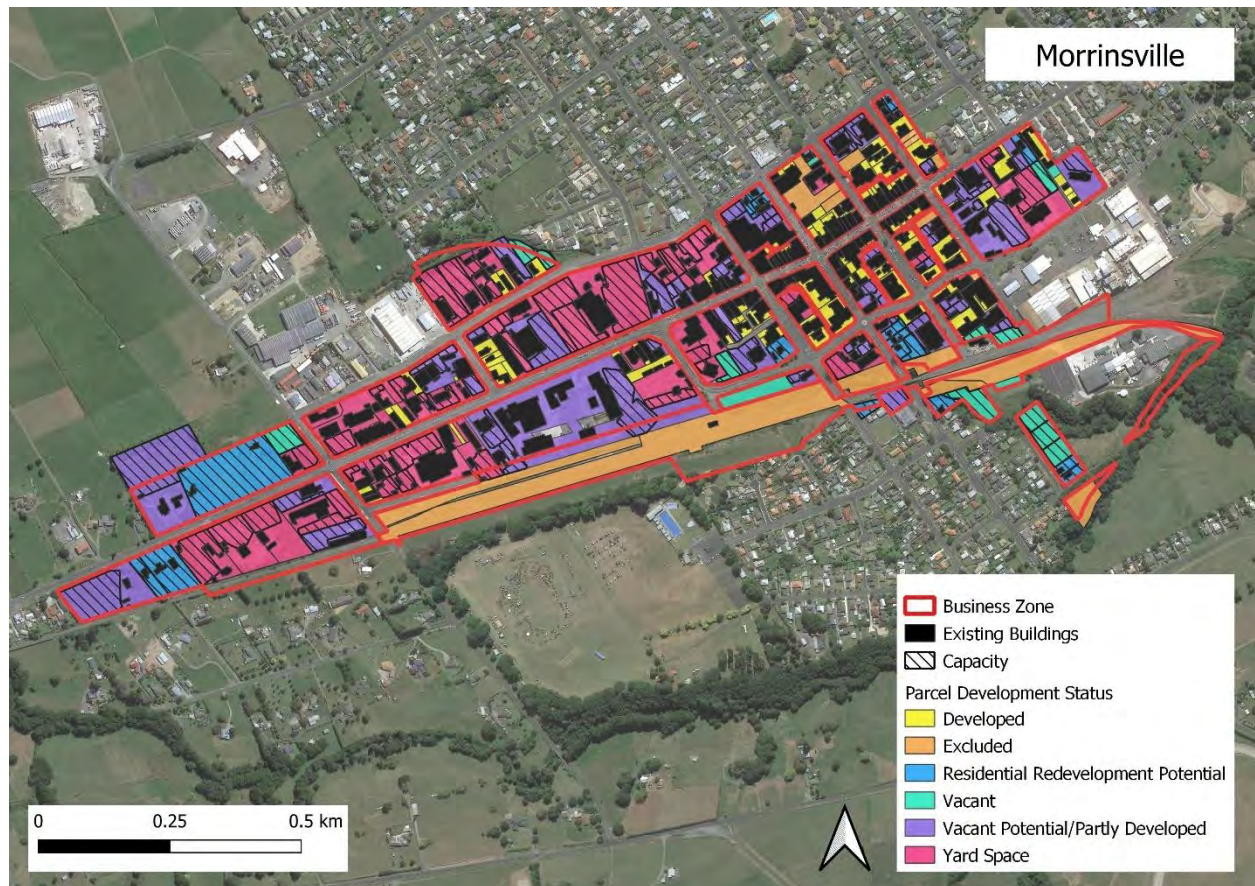 Morrinsville
Business Zone
Existing Buildings
Capacity
Parcel Development Status
Developed
Excluded
Residential Redevelopment Potential
Vacant
Vacant Potential/Partly Developed
Yard Space
0 0.25 0.5 km